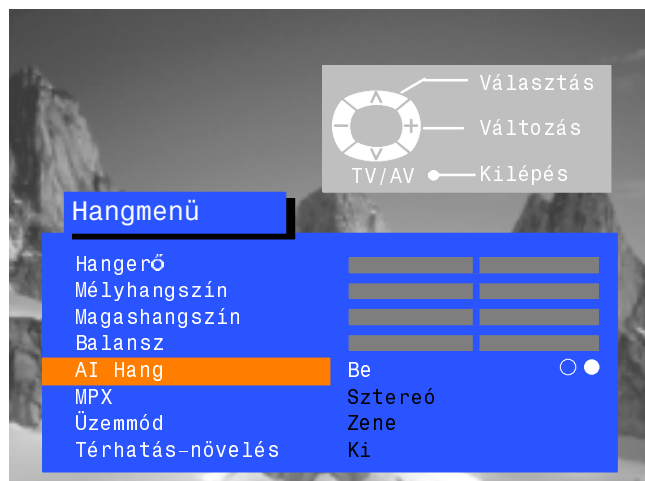 Választás
Változás
TV/AV Kilépés
Hangmenü
Hangerő
Mélyhangszín
Magashangszín
Balansz
AI Hang Be
MPX Sztereó
Üzemmód Zene
Térhatás-növelés Ki